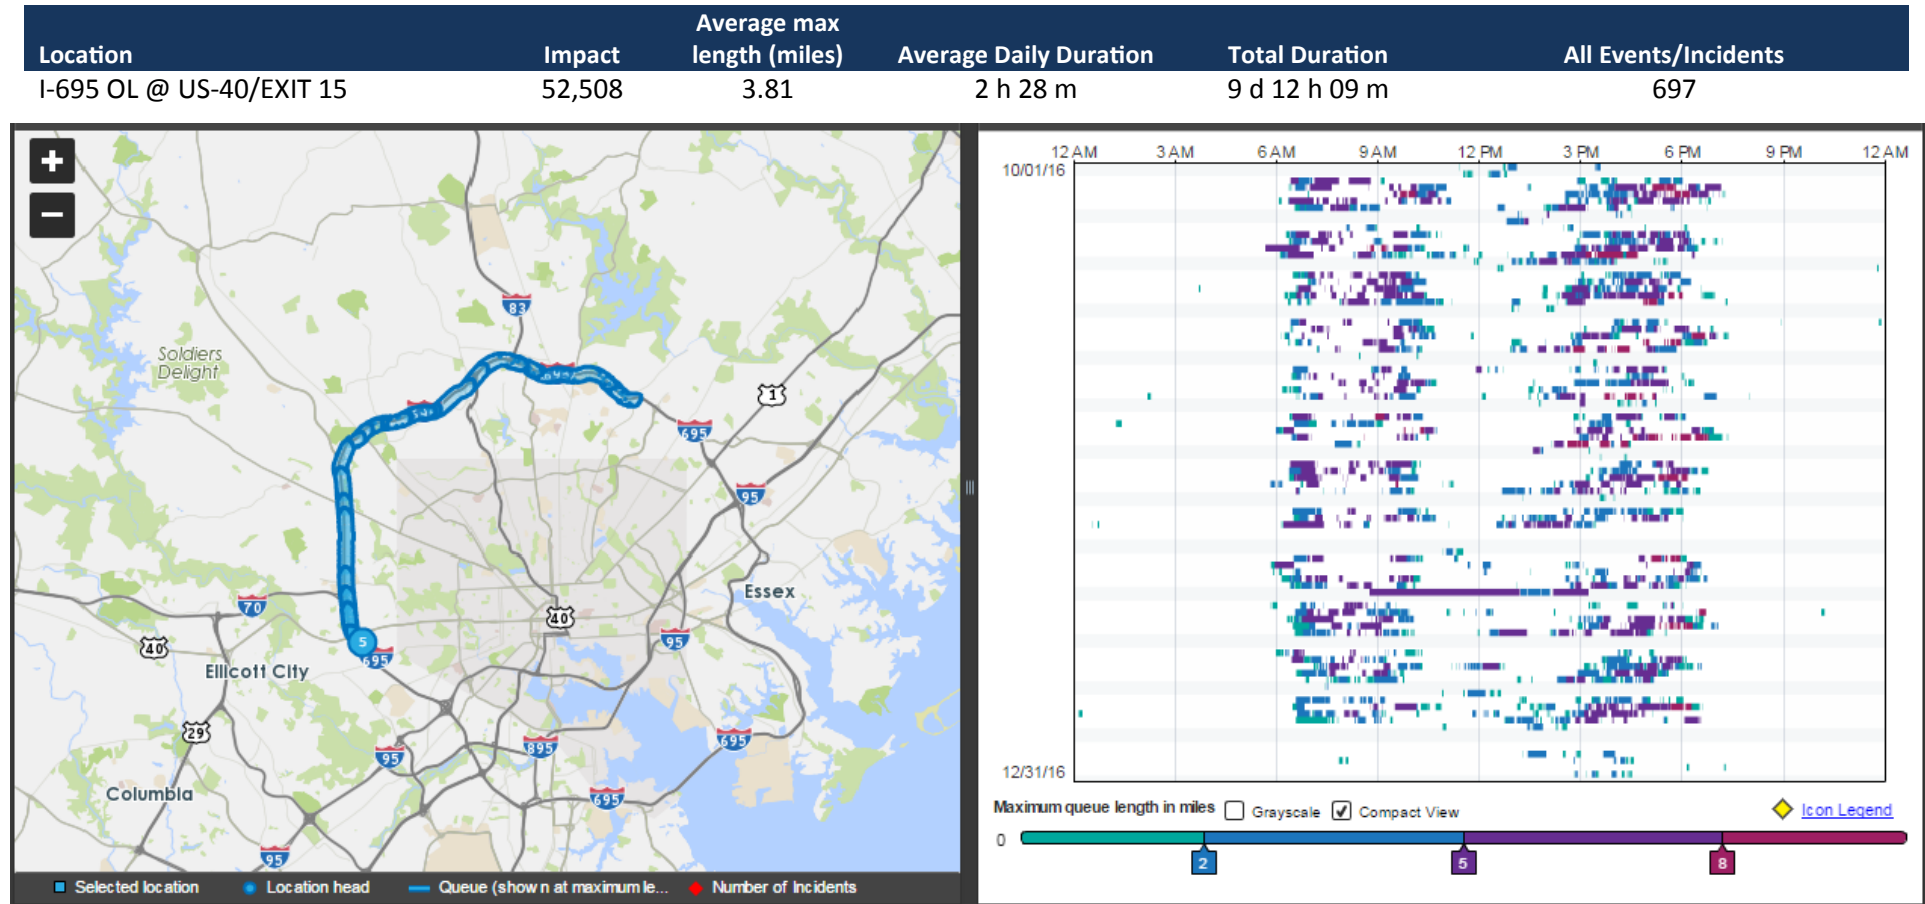 Location Impact Average max length (miles) Average Daily Duration Total Duration All Events/Incidents
I-695 OL @ US-40/EXIT 15 52,508 3.81 2 h 28 m 9 d 12 h 09 m 697
+
−
83
Soldiers
Delight
1
695
95
Essex
70
40
40
95
5
695
Ellicott City
29
95
895
695
Columbia
695
95
Selected location Location head Queue (shown at maximum le... Number of Incidents
12 AM 3 AM 6 AM 9 AM 12 PM 3 PM 6 PM 9 PM 12 AM
10/01/16
12/31/16
Maximum queue length in miles Grayscale Compact View Icon Legend
0
2 5 8